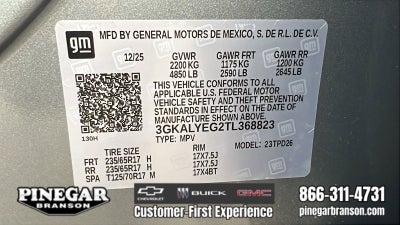 gm
MFD BY GENERAL MOTORS DE MEXICO, S. DE R.L. DE C.V.
12/25 GVWR GAWR FRT GAWR RR
2200 KG 1175 KG 1200 KG
4850 LB 2590 LB 2645 LB
THIS VEHICLE CONFORMS TO ALL
APPLICABLE U.S. FEDERAL MOTOR
VEHICLE SAFETY AND THEFT PREVENTION
STANDARDS IN EFFECT ON THE DATE OF
MANUFACTURE SHOWN ABOVE.
3GKALYEG2TL368823
130H
TYPE: MPV MODEL: 23TPD26
TIRE SIZE RIM
FRT 235/65R17 H 17X7.5J
RR 235/65R17 H 17X7.5J
SPA T125/70R17 M 17X4BT
PINEGAR
BRANSON
CHEVROLET BUICK GMC
Customer-First Experience
866-311-4731
pinegarbranson.com